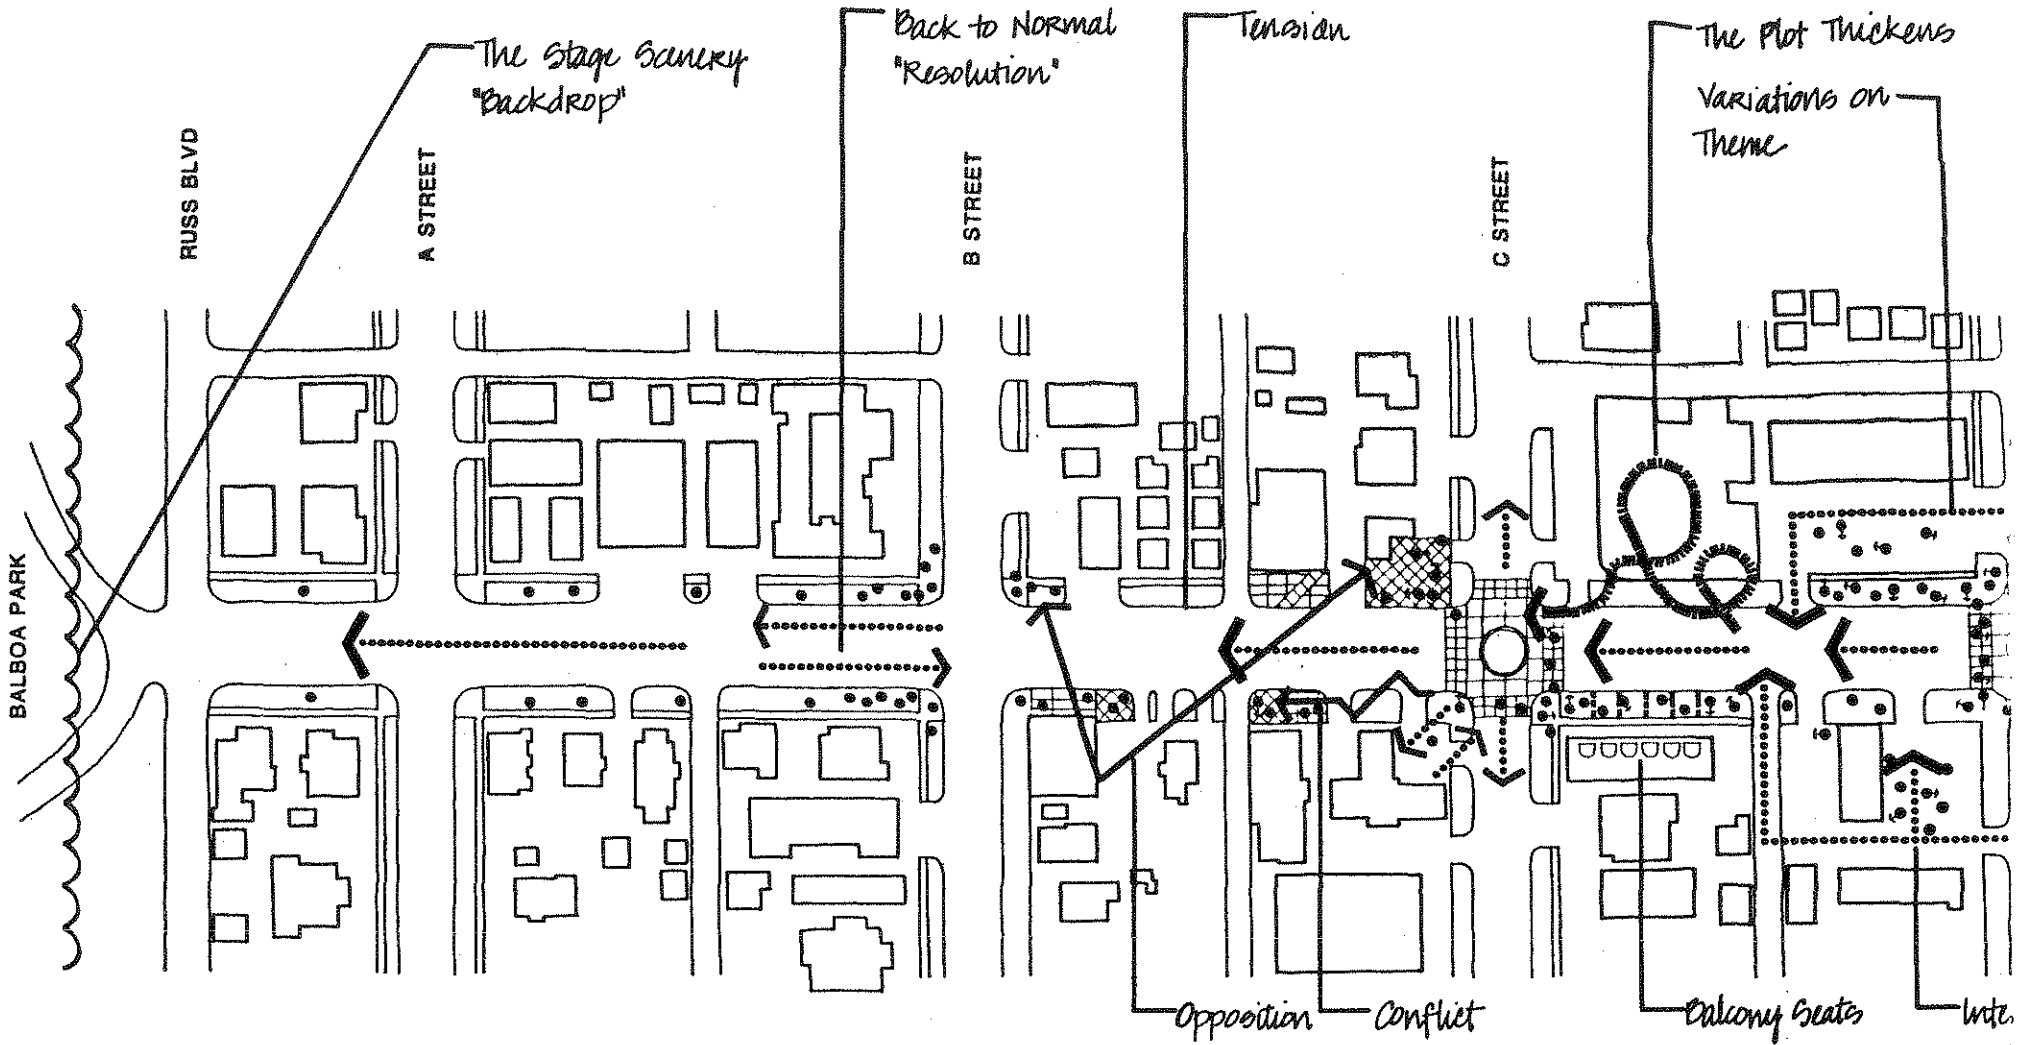 The Stage Scenery
"Backdrop"
Back to Normal
"Resolution"
Tension
The Plot Thickens
Variations on
Theme
RUSS BLVD
A STREET
B STREET
C STREET
BALBOA PARK
Opposition
Conflict
Balcony Seats
Inte